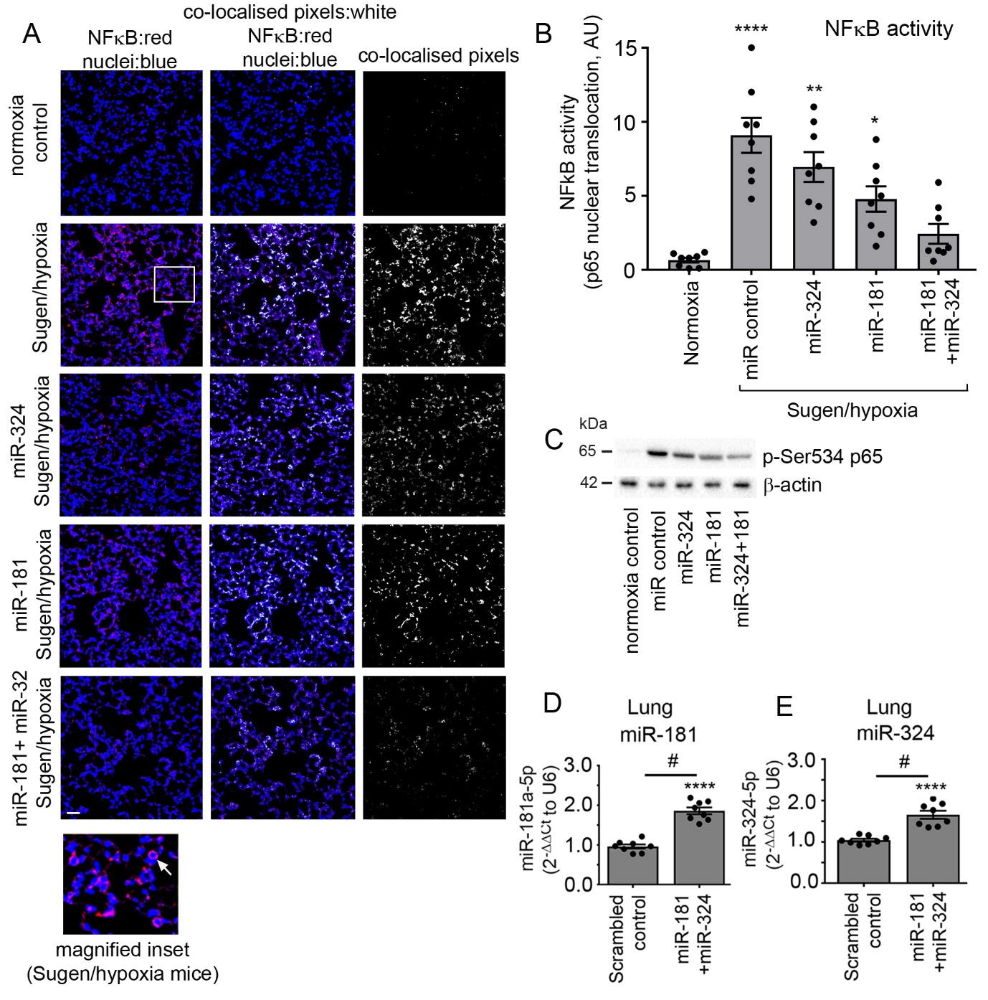 co-localised pixels:white
A
NFκB:red
nuclei:blue
NFκB:red
nuclei:blue
co-localised pixels
normoxia
control
Sugen/hypoxia
miR-324
Sugen/hypoxia
miR-181
Sugen/hypoxia
miR-181+ miR-32
Sugen/hypoxia
magnified inset
(Sugen/hypoxia mice)
B
NFκB activity
NFkB activity
(p65 nuclear translocation, AU)
15
10
5
0
****
**
*
Normoxia
miR control
miR-324
miR-181
miR-181
+miR-324
Sugen/hypoxia
C
kDa
65
p-Ser534 p65
42
β-actin
normoxia control
miR control
miR-324
miR-181
miR-324+181
D
Lung
miR-181
miR-181a-5p
(2-ΔΔCt to U6)
3.0
2.0
1.0
0.0
#
****
Scrambled
control
miR-181
+miR-324
E
Lung
miR-324
miR-324-5p
(2-ΔΔCt to U6)
3.0
2.0
1.0
0.0
#
****
Scrambled
control
miR-181
+miR-324